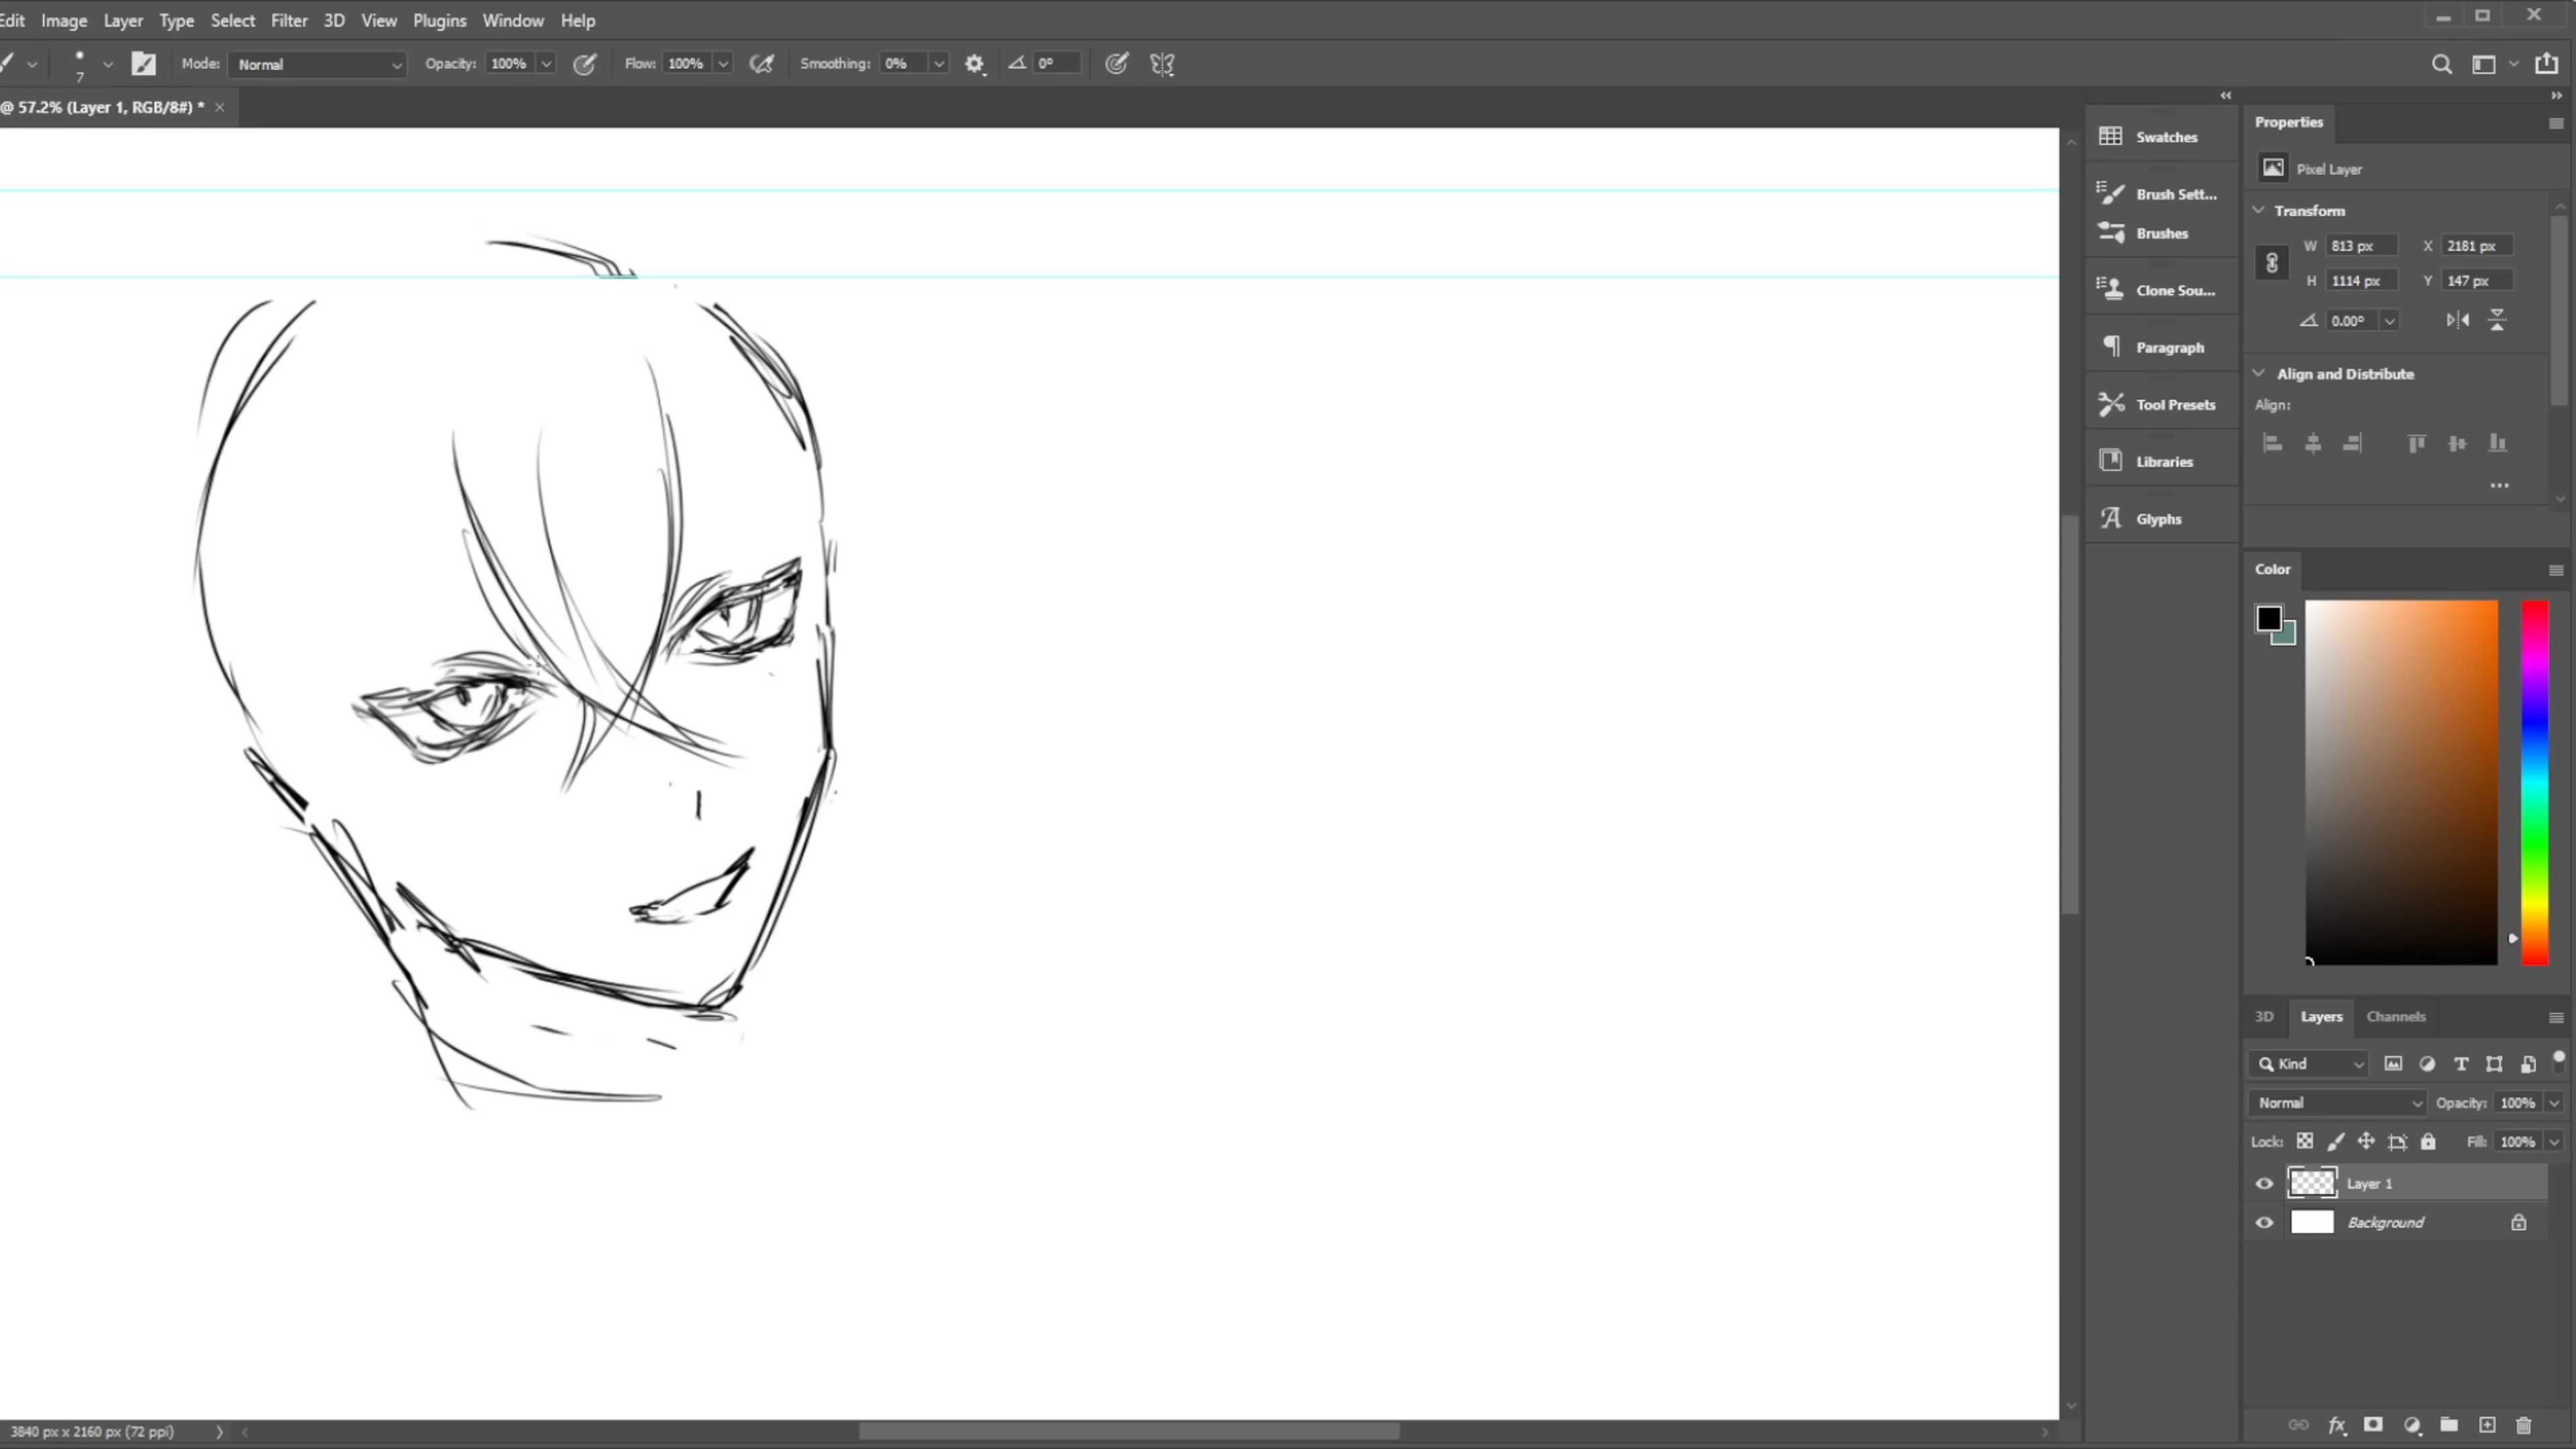 Edit Image Layer Type Select Filter 3D View Plugins Window Help
7 Mode: Normal Opacity: 100% Flow: 100% Smoothing: 0% 0°
@ 57.2% (Layer 1, RGB/8#) * ×
Swatches
Brush Sett...
Brushes
Clone Sou...
Paragraph
Tool Presets
Libraries
Glyphs
Properties
Pixel Layer
Transform
W 813 px X 2181 px
H 1114 px Y 147 px
0.00°
Align and Distribute
Align:
Color
3D Layers Channels
Kind
Normal Opacity: 100%
Lock: Fill: 100%
Layer 1
Background
3840 px x 2160 px (72 ppi)